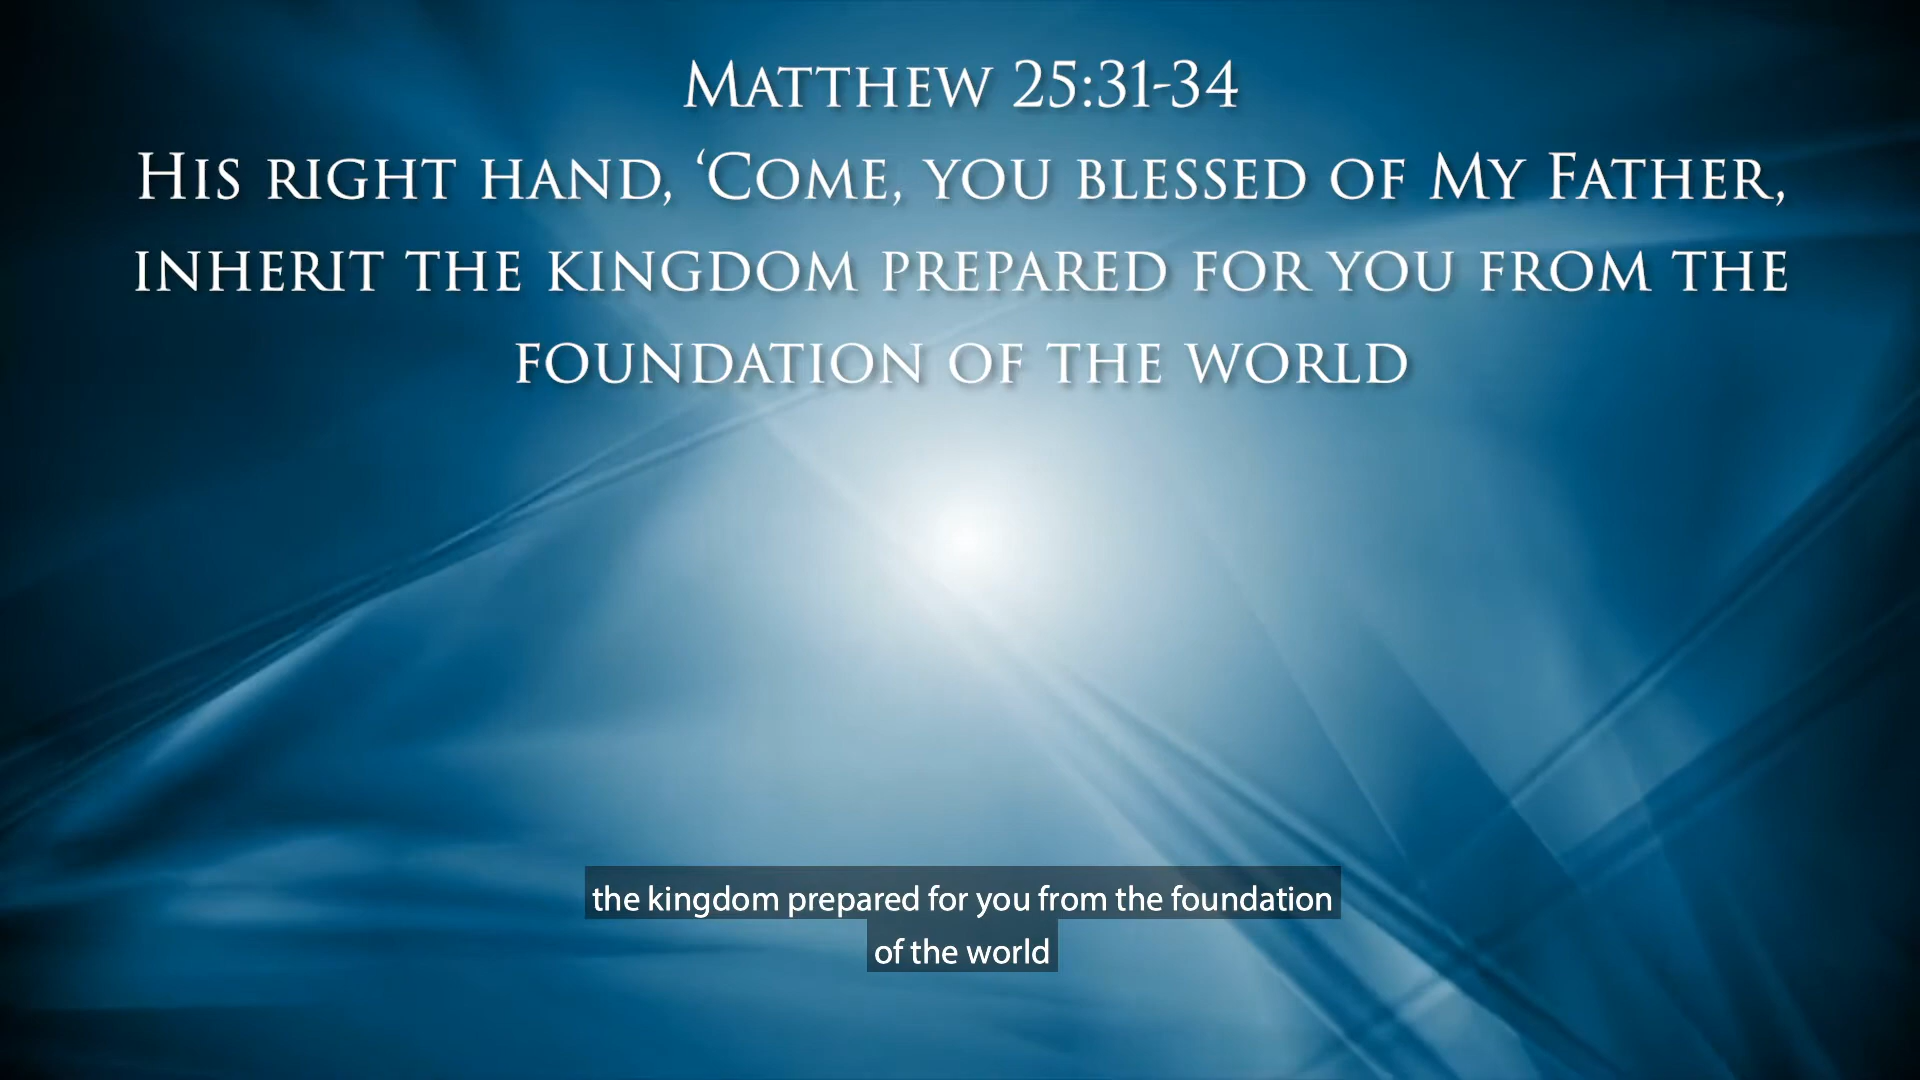 Matthew 25:31-34
His right hand, ‘Come, you blessed of My Father,
inherit the kingdom prepared for you from the
foundation of the world
the kingdom prepared for you from the foundation
of the world